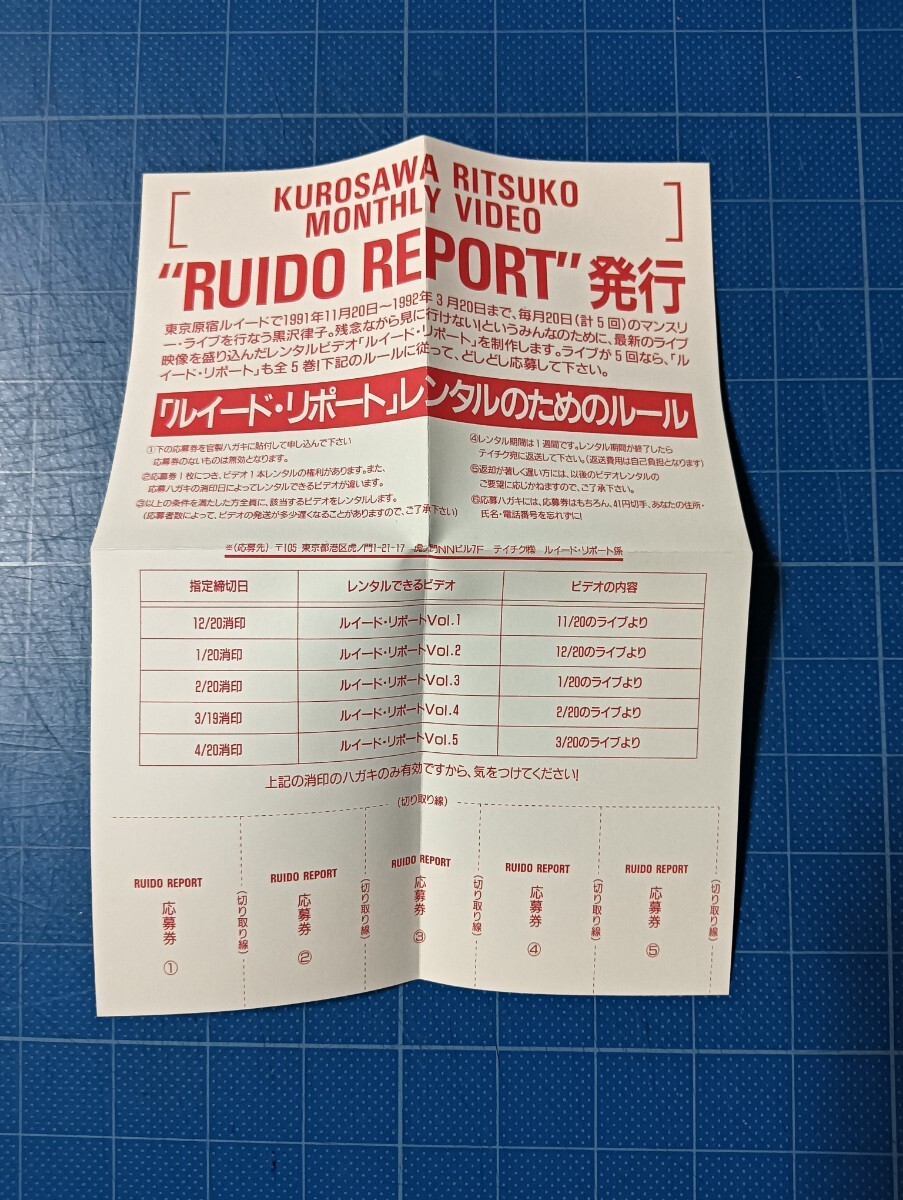 KUROSAWA RITSUKO
MONTHLY VIDEO
“RUIDO REPORT”発行
東京原宿ルイードで1991年11月20日〜1992年3月20日まで、毎月20日(計5回)のマンスリ
ー・ライブを行なう黒沢律子。残念ながら見に行けない!というみんなのために、最新のライブ
映像を盛り込んだレンタルビデオ「ルイード・リポート」を制作します。ライブが5回なら、「ル
イード・リポート」も全5巻!下記のルールに従って、どしどし応募して下さい。
「ルイード・リポート」レンタルのためのルール
①下の応募券を官製ハガキに貼付して申し込んで下さい
応募券のないものは無効となります。
②応募券1枚につき、ビデオ1本レンタルの権利があります。また、
応募ハガキの消印日によってレンタルできるビデオが違います。
③以上の条件を満たした方全員に、該当するビデオをレンタルします。
(応募者数によって、ビデオの発送が多少遅くなることがありますので、ご了承下さい)
④レンタル期間は1週間です。レンタル期間が終了したら
テイチク宛に返送して下さい。(返送費用は自己負担となります)
⑤返却が著しく遅い方には、以後のビデオレンタルの
ご要望に応じかねますので、ご了承下さい。
⑥応募ハガキには、応募券はもちろん、41円切手、あなたの住所・
氏名・電話番号を忘れずに!
※(応募先) 〒105 東京都港区虎ノ門1-21-17 虎ノ門NNビル7F テイチク㈱ ルイード・リポート係
指定締切日 レンタルできるビデオ ビデオの内容
12/20消印 ルイード・リポートVol.1 11/20のライブより
1/20消印 ルイード・リポートVol.2 12/20のライブより
2/20消印 ルイード・リポートVol.3 1/20のライブより
3/19消印 ルイード・リポートVol.4 2/20のライブより
4/20消印 ルイード・リポートVol.5 3/20のライブより
上記の消印のハガキのみ有効ですから、気をつけてください!
(切り取り線)
RUIDO REPORT
応募券
①
(切り取り線)
RUIDO REPORT
応募券
②
(切り取り線)
RUIDO REPORT
応募券
③
(切り取り線)
RUIDO REPORT
応募券
④
(切り取り線)
RUIDO REPORT
応募券
⑤
(切り取り線)